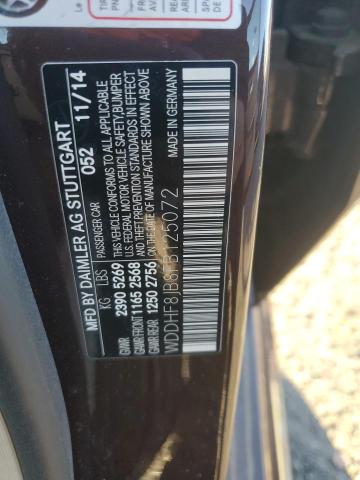 MFD BY DAIMLER AG STUTTGART
052 11/14
PASSENGER CAR
KG LBS
2390 5269
GAWR FRONT 1165 2568
GAWR REAR 1250 2756
THIS VEHICLE CONFORMS TO ALL APPLICABLE
U.S. FEDERAL MOTOR VEHICLE SAFETY, BUMPER
AND THEFT PREVENTION STANDARDS IN EFFECT
ON THE DATE OF MANUFACTURE SHOWN ABOVE
MADE IN GERMANY